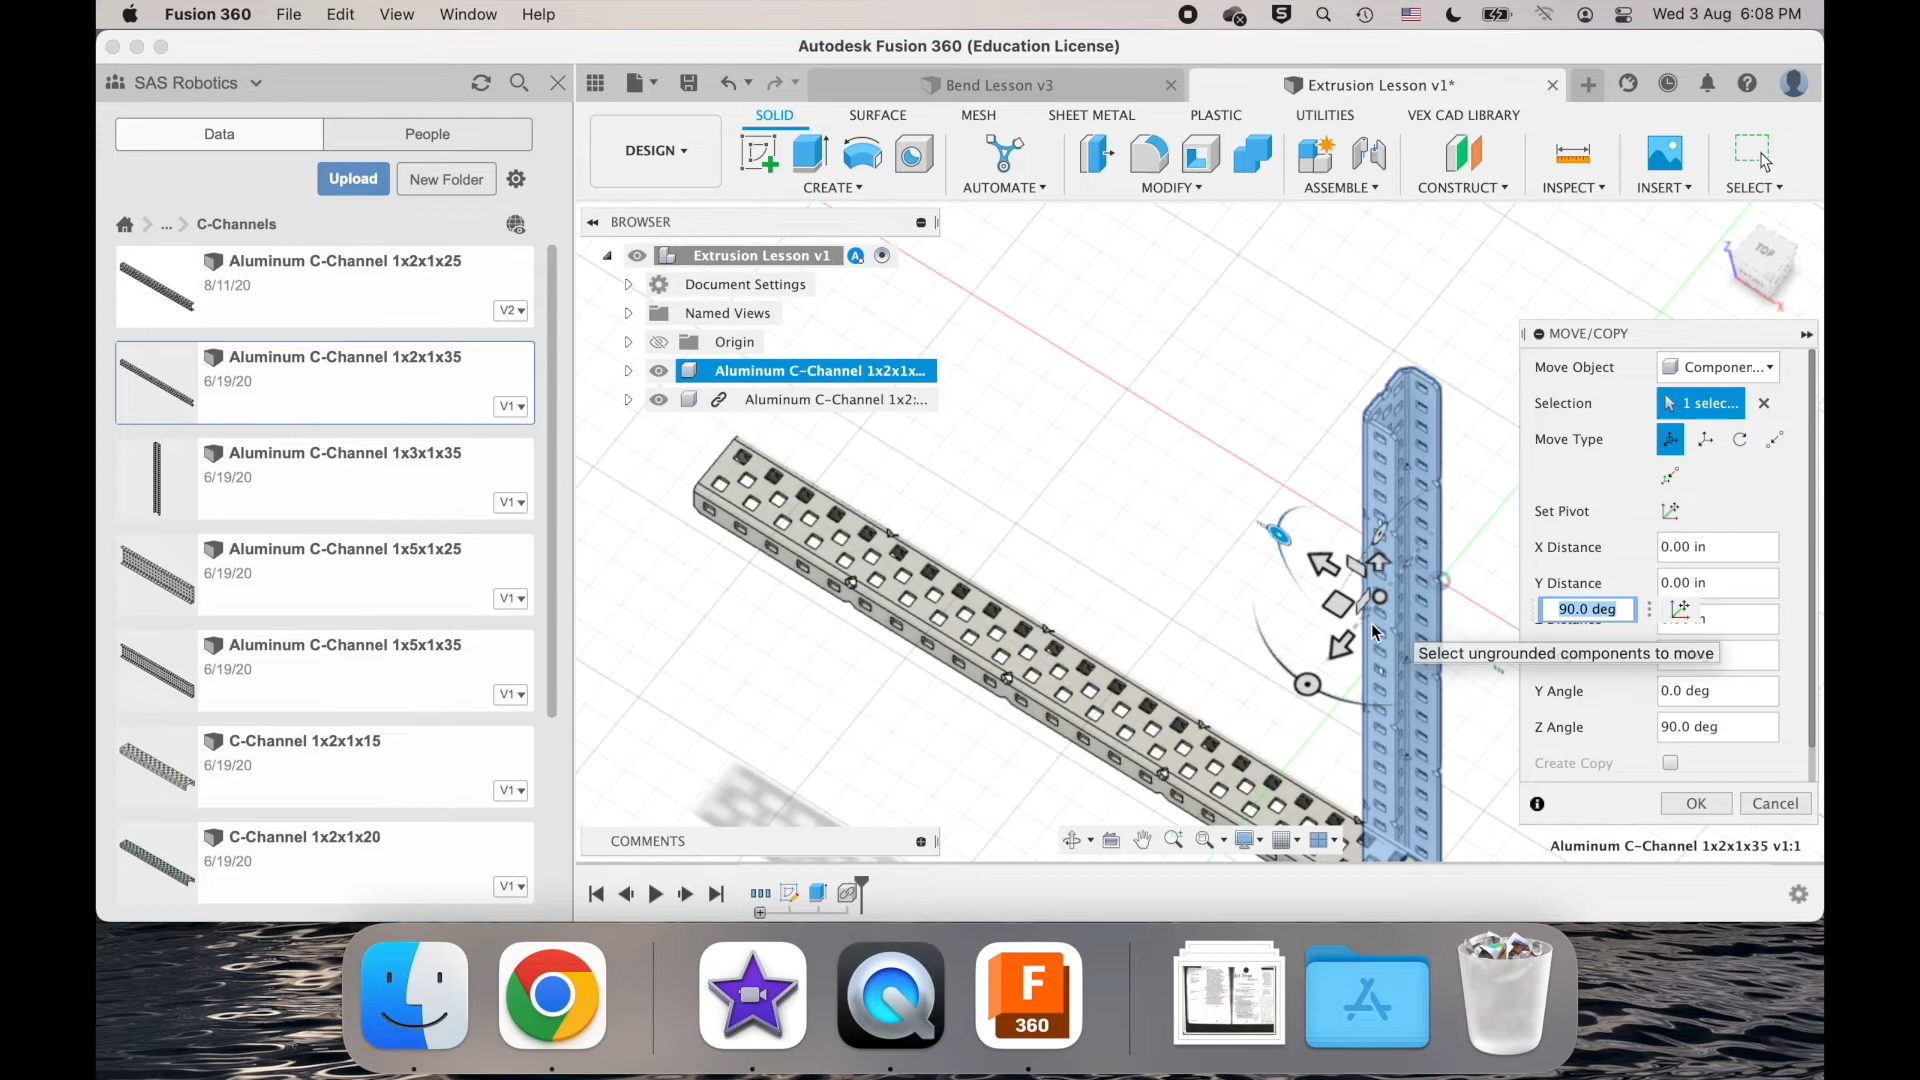 Fusion 360 File Edit View Window Help Wed 3 Aug 6:08 PM
Autodesk Fusion 360 (Education License)
SAS Robotics
Bend Lesson v3
Extrusion Lesson v1*
Data People
Upload New Folder
... C-Channels
Aluminum C-Channel 1x2x1x25
8/11/20
V2
Aluminum C-Channel 1x2x1x35
6/19/20
V1
Aluminum C-Channel 1x3x1x35
6/19/20
V1
Aluminum C-Channel 1x5x1x25
6/19/20
V1
Aluminum C-Channel 1x5x1x35
6/19/20
V1
C-Channel 1x2x1x15
6/19/20
V1
C-Channel 1x2x1x20
6/19/20
V1
SOLID SURFACE MESH SHEET METAL PLASTIC UTILITIES VEX CAD LIBRARY
DESIGN
CREATE AUTOMATE MODIFY ASSEMBLE CONSTRUCT INSPECT INSERT SELECT
BROWSER
Extrusion Lesson v1
A
Document Settings
Named Views
Origin
Aluminum C-Channel 1x2x1x...
Aluminum C-Channel 1x2:...
TOP
Z
X
MOVE/COPY
Move Object Componen...
Selection 1 selec...
Move Type
Set Pivot
X Distance 0.00 in
Y Distance 0.00 in
90.0 deg
Select ungrounded components to move
Y Angle 0.0 deg
Z Angle 90.0 deg
Create Copy
OK Cancel
COMMENTS
Aluminum C-Channel 1x2x1x35 v1:1
F
360